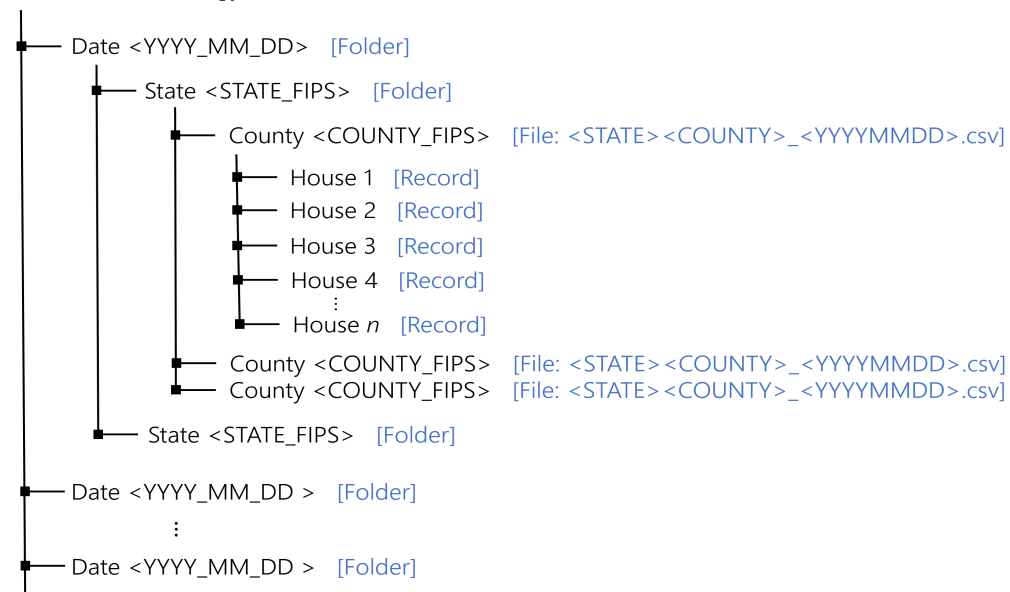 Date <YYYY_MM_DD> [Folder]
State <STATE_FIPS> [Folder]
County <COUNTY_FIPS> [File: <STATE><COUNTY>_<YYYYMMDD>.csv]
House 1 [Record]
House 2 [Record]
House 3 [Record]
House 4 [Record]
⋮
House n [Record]
County <COUNTY_FIPS> [File: <STATE><COUNTY>_<YYYYMMDD>.csv]
County <COUNTY_FIPS> [File: <STATE><COUNTY>_<YYYYMMDD>.csv]
State <STATE_FIPS> [Folder]
Date <YYYY_MM_DD > [Folder]
⋮
Date <YYYY_MM_DD > [Folder]